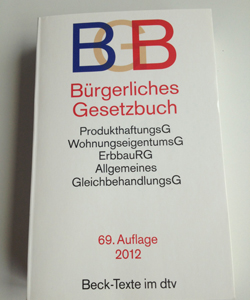 BGB
Bürgerliches
Gesetzbuch
ProdukthaftungsG
WohnungseigentumsG
ErbbauRG
Allgemeines
GleichbehandlungsG
69. Auflage
2012
Beck-Texte im dtv